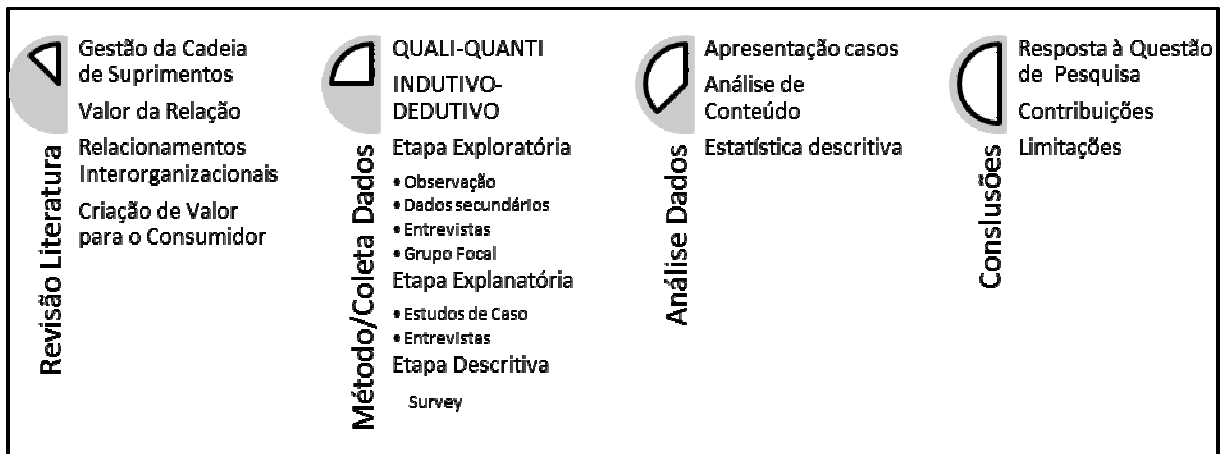 Revisão Literatura
Gestão da Cadeia
de Suprimentos
Valor da Relação
Relacionamentos
Interorganizacionais
Criação de Valor
para o Consumidor
Método/Coleta Dados
QUALI-QUANTI
INDUTIVO-
DEDUTIVO
Etapa Exploratória
• Observação
• Dados secundários
• Entrevistas
• Grupo Focal
Etapa Explanatória
• Estudos de Caso
• Entrevistas
Etapa Descritiva
Survey
Análise Dados
Apresentação casos
Análise de
Conteúdo
Estatística descritiva
Conslusões
Resposta à Questão
de Pesquisa
Contribuições
Limitações